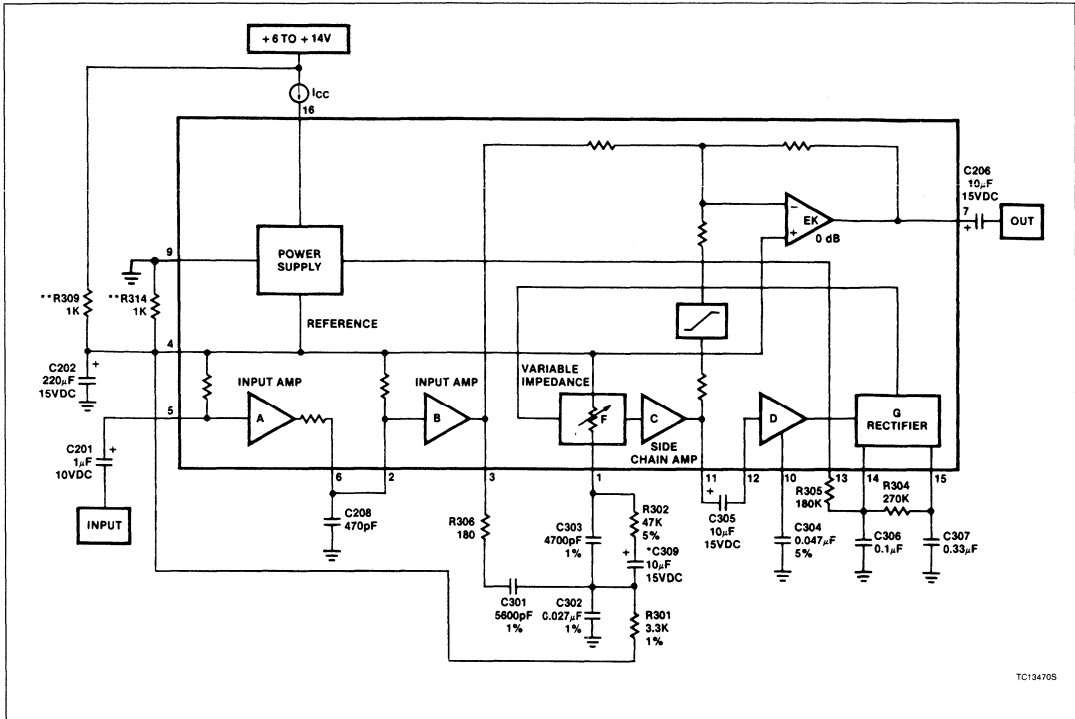 +6 TO +14V
ICC
16
C206
10μF
15VDC
7
OUT
+
−
EK
+
0 dB
9
POWER
SUPPLY
**R309
1K
**R314
1K
REFERENCE
4
C202
220μF
15VDC
+
INPUT AMP
INPUT AMP
VARIABLE
IMPEDANCE
5
A
B
F
C
D
G
RECTIFIER
SIDE
CHAIN AMP
C201
1μF
10VDC
+
6
2
3
1
11
12
10
13
14
15
INPUT
C208
470pF
R306
180
C303
4700pF
1%
R302
47K
5%
+
*C309
10μF
15VDC
+
C305
10μF
15VDC
R305
180K
R304
270K
C304
0.047μF
5%
C306
0.1μF
C307
0.33μF
C301
5600pF
1%
C302
0.027μF
1%
R301
3.3K
1%
TC13470S